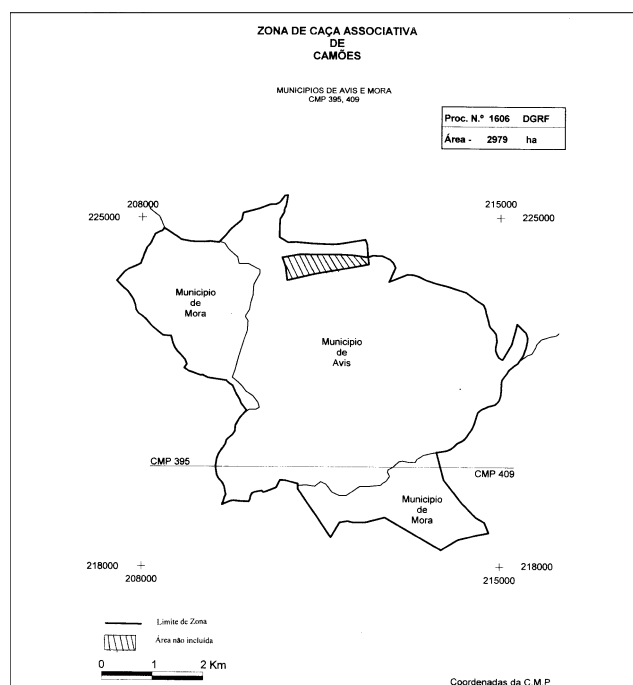 ZONA DE CAÇA ASSOCIATIVA
DE
CAMÕES
MUNICIPIOS DE AVIS E MORA
CMP 395, 409
Proc. N.º 1606 DGRF
Área - 2979 ha
208000
225000
215000
225000
Municipio
de
Mora
Municipio
de
Avis
CMP 395
CMP 409
Municipio
de
Mora
218000
208000
218000
215000
Limite de Zona
Área não incluída
0 1 2 Km
Coordenadas da C.M.P